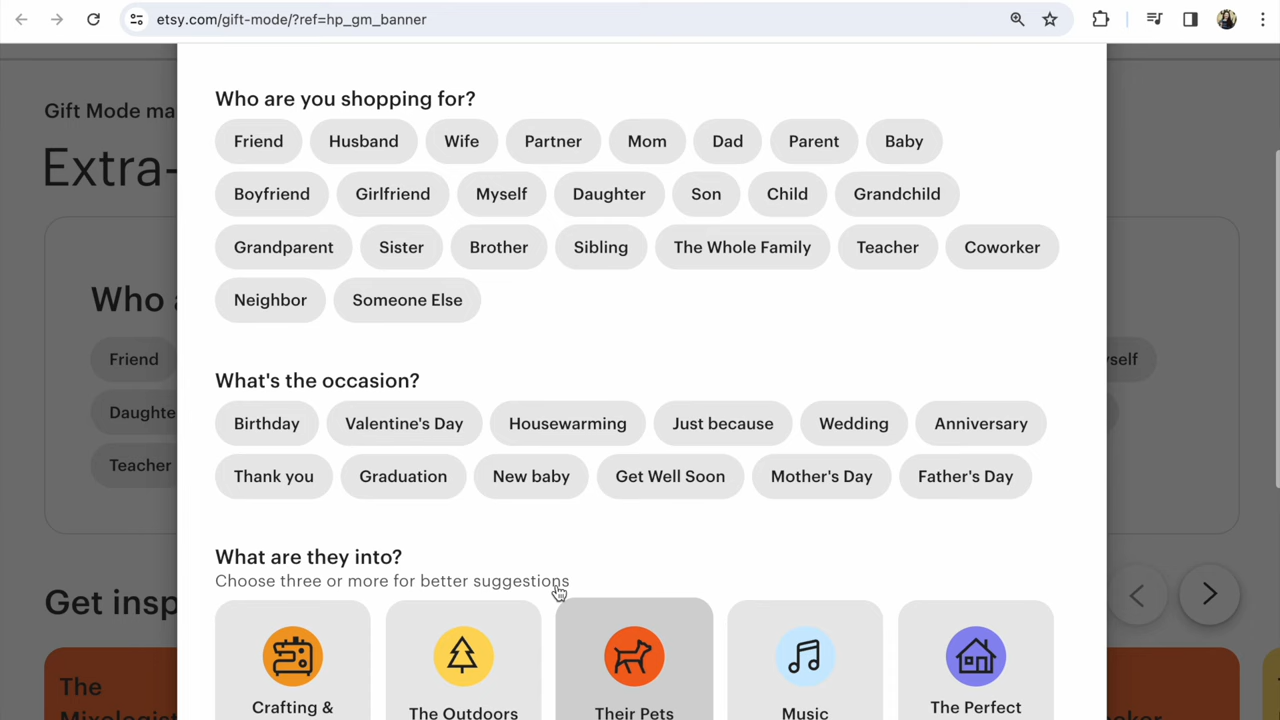 etsy.com/gift-mode/?ref=hp_gm_banner
Gift Mode ma
Extra-
Who a
Friend
Daughte
Teacher
yself
Get insp
The
Mixologist
Who are you shopping for?
Friend Husband Wife Partner Mom Dad Parent Baby
Boyfriend Girlfriend Myself Daughter Son Child Grandchild
Grandparent Sister Brother Sibling The Whole Family Teacher Coworker
Neighbor Someone Else
What's the occasion?
Birthday Valentine's Day Housewarming Just because Wedding Anniversary
Thank you Graduation New baby Get Well Soon Mother's Day Father's Day
What are they into?
Choose three or more for better suggestions
Crafting & The Outdoors Their Pets Music The Perfect